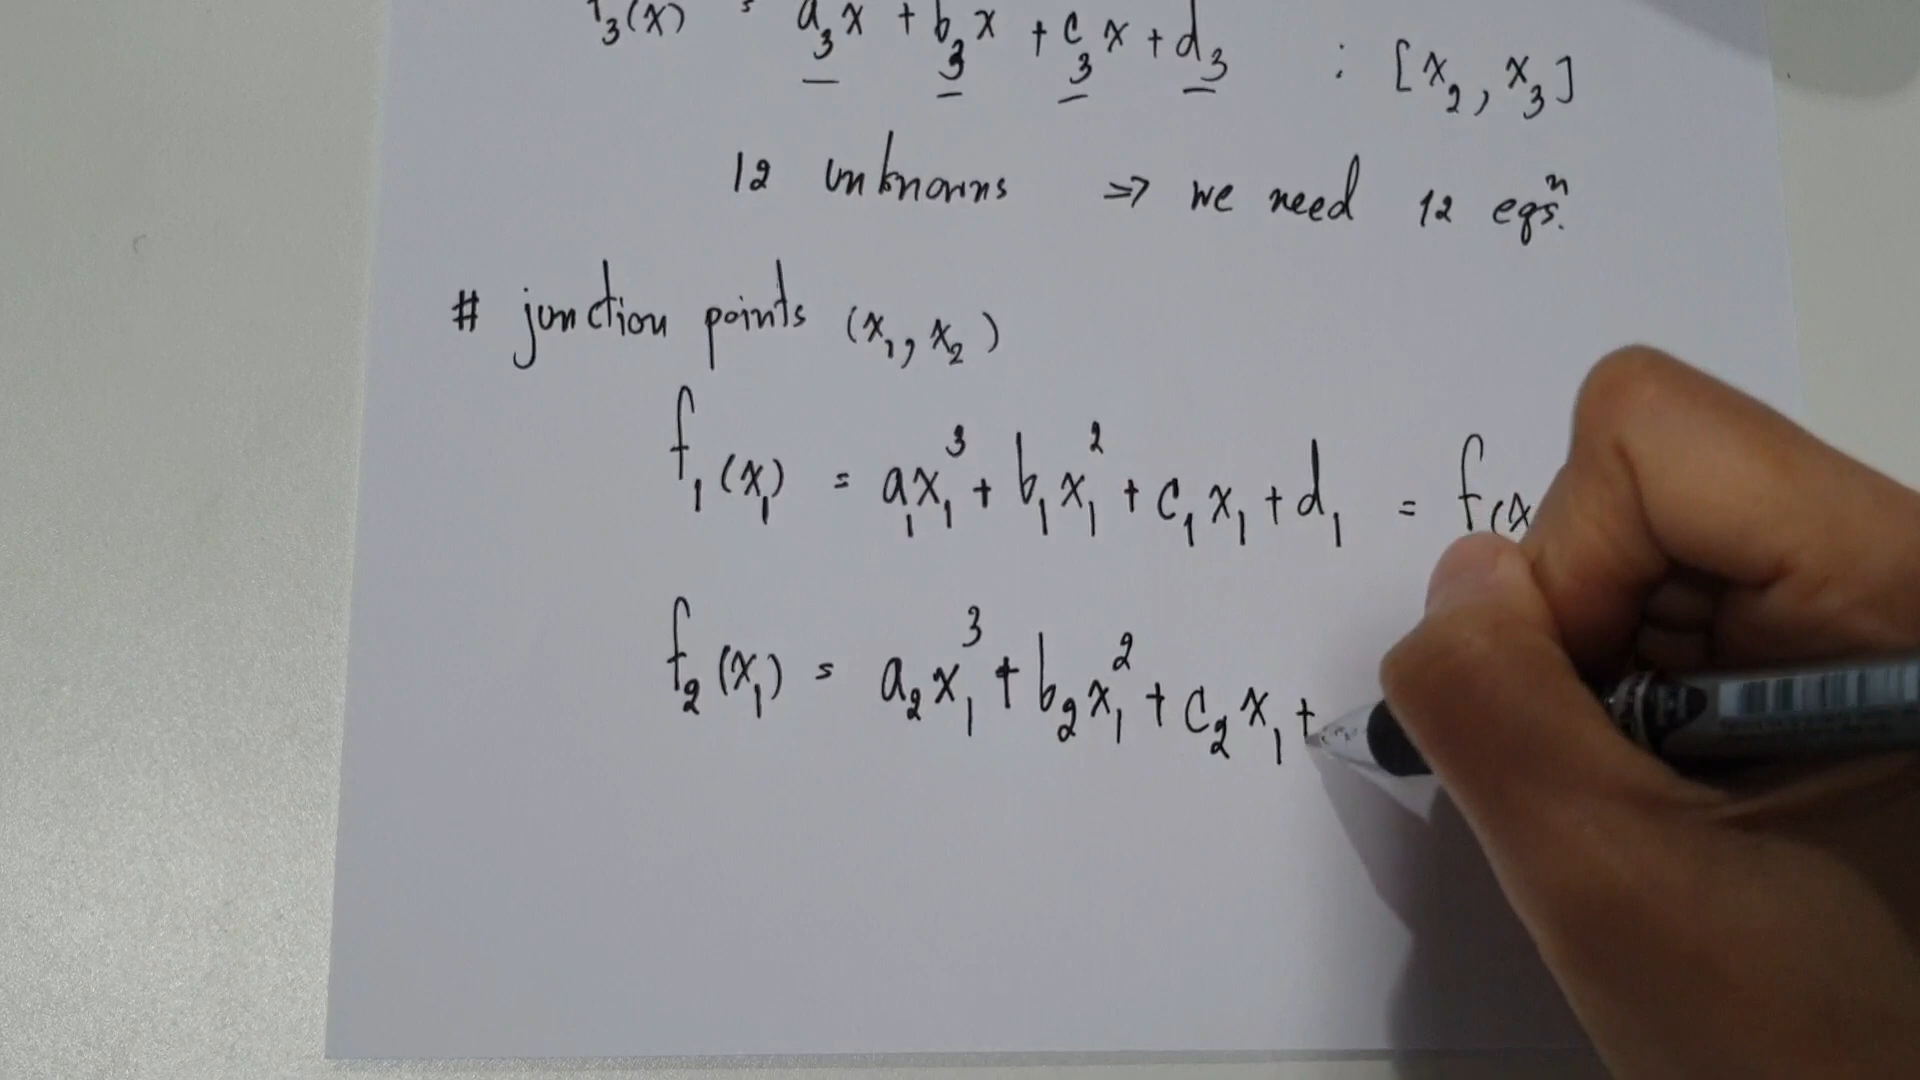 f₃(x) = a₃x + b₃x + c₃x + d₃ : [x₂, x₃]
12 unknowns ⇒ we need 12 eqsⁿ.
# junction points (x₁, x₂)
f₁(x₁) = a₁x₁³ + b₁x₁² + c₁x₁ + d₁ = f(x
f₂(x₁) = a₂x₁³ + b₂x₁² + c₂x₁ +